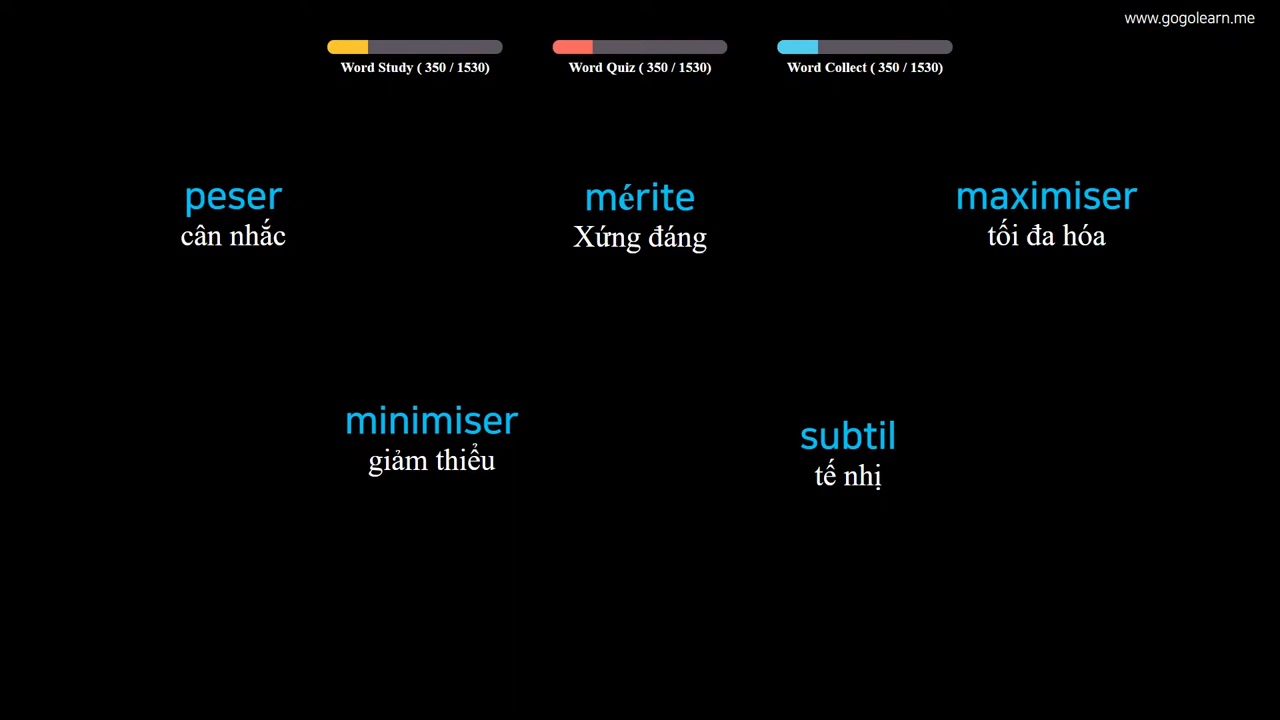 www.gogolearn.me
Word Study ( 350 / 1530)
Word Quiz ( 350 / 1530)
Word Collect ( 350 / 1530)
peser
cân nhắc
mérite
Xứng đáng
maximiser
tối đa hóa
minimiser
giảm thiểu
subtil
tế nhị